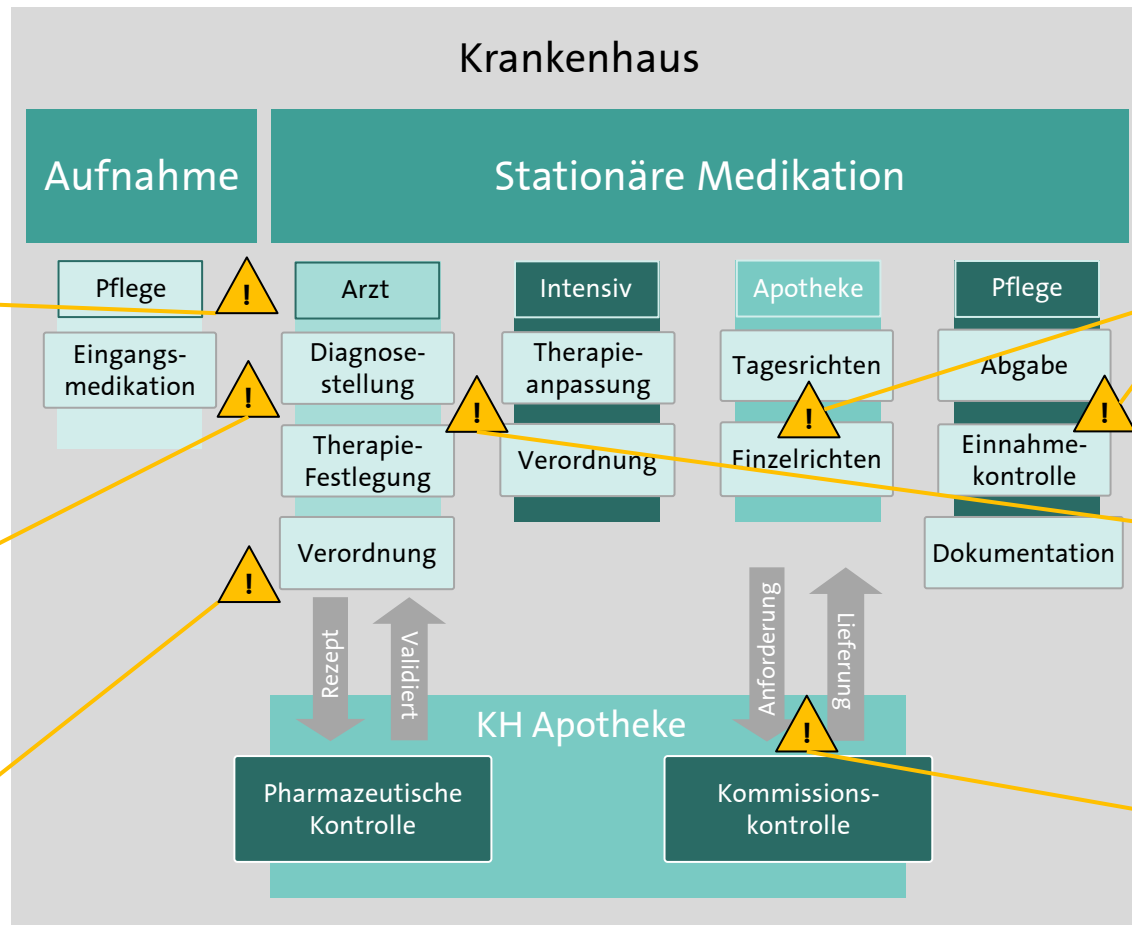 Krankenhaus
Aufnahme
Stationäre Medikation
Pflege
!
Arzt
Intensiv
Apotheke
Pflege
Eingangs-
medikation
!
Diagnose-
stellung
!
Therapie-
anpassung
Tagesrichten
!
Abgabe
!
Therapie-
Festlegung
Verordnung
Einzelrichten
Einnahme-
kontrolle
!
Verordnung
Dokumentation
Rezept
Validiert
Anforderung
Lieferung
KH Apotheke
!
Pharmazeutische
Kontrolle
Kommissions-
kontrolle